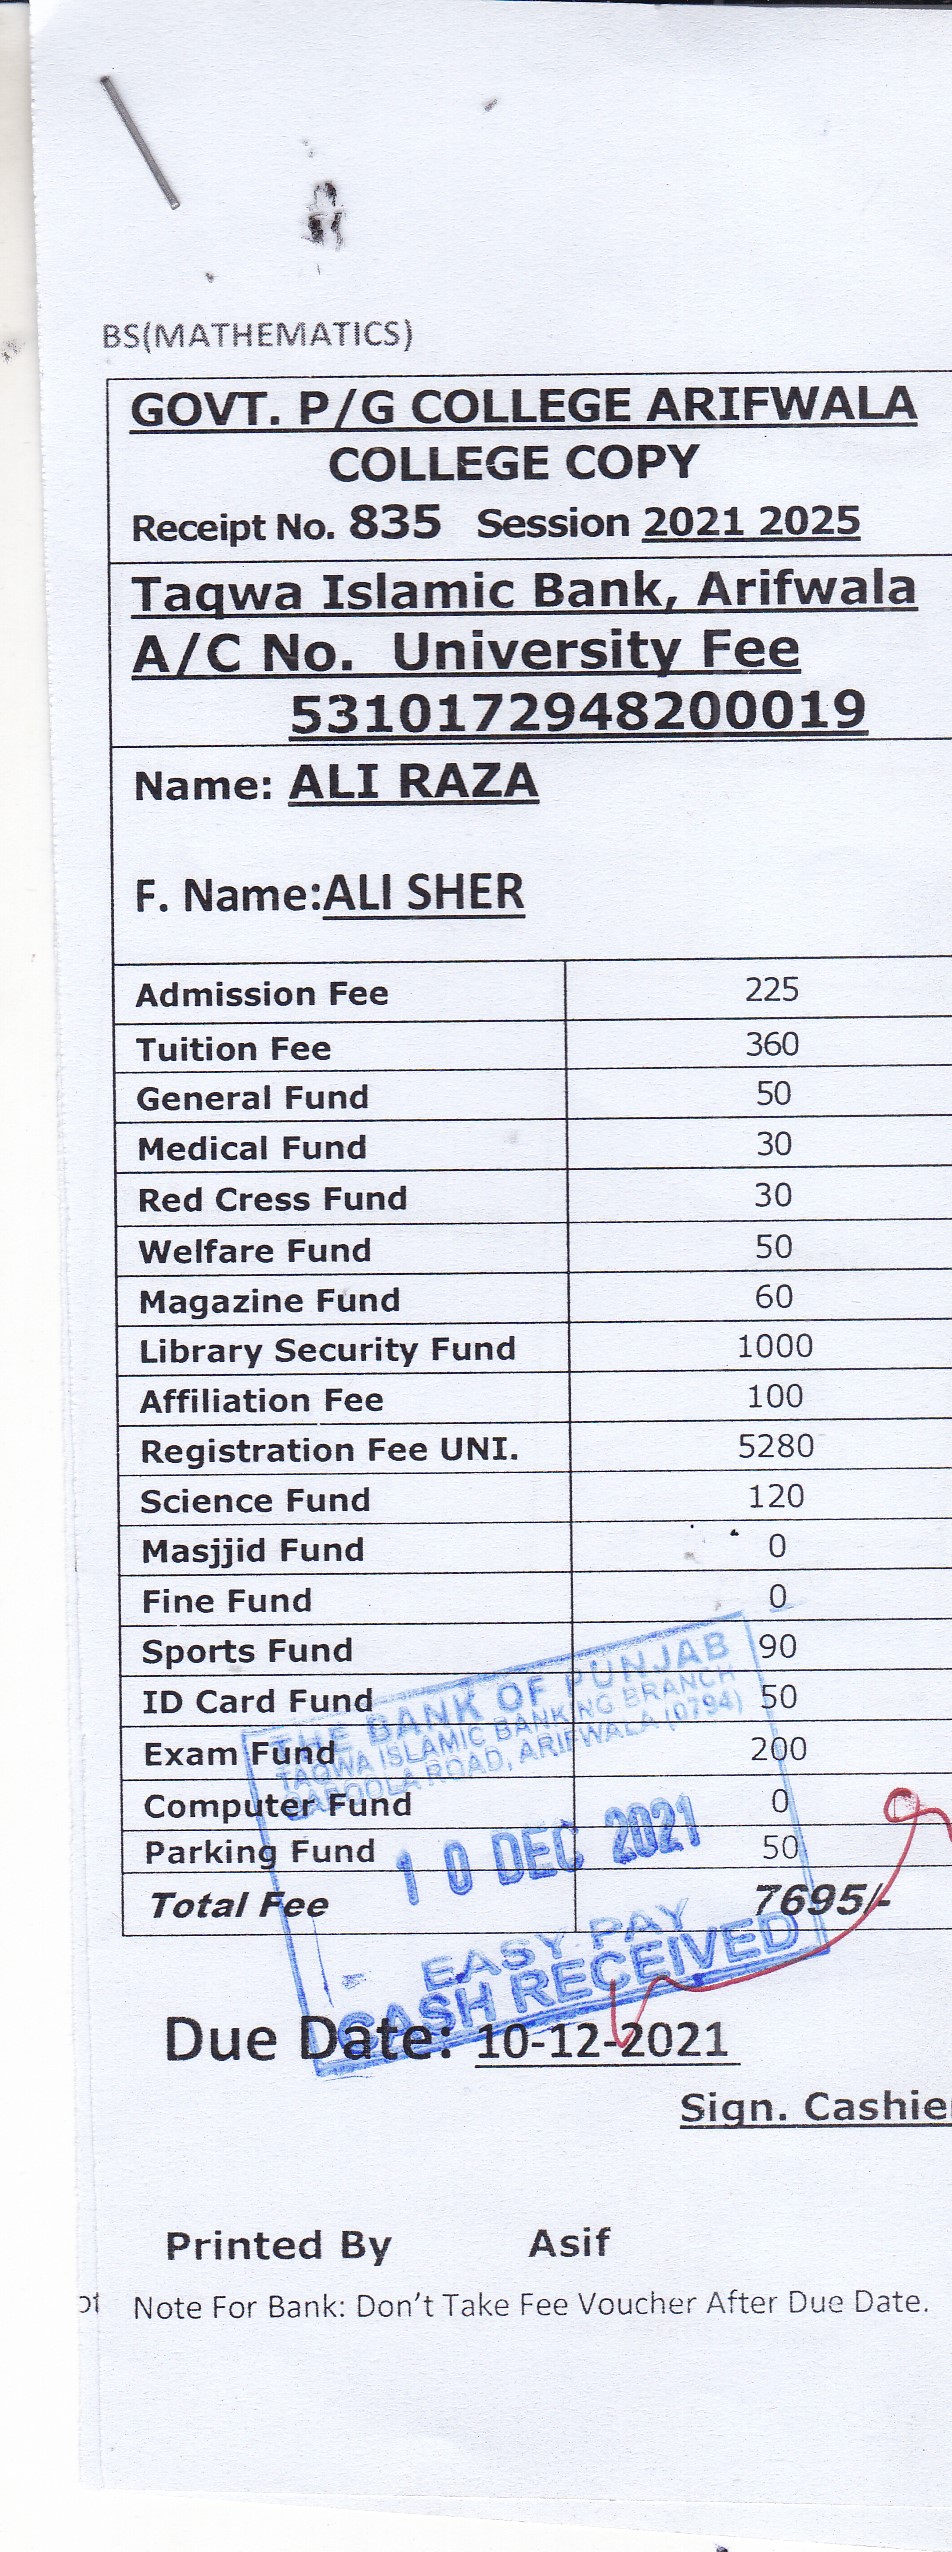 BS(MATHEMATICS)
GOVT. P/G COLLEGE ARIFWALA
COLLEGE COPY
Receipt No. 835 Session 2021 2025
Taqwa Islamic Bank, Arifwala
A/C No. University Fee
5310172948200019
Name: ALI RAZA
F. Name:ALI SHER
Admission Fee 225
Tuition Fee 360
General Fund 50
Medical Fund 30
Red Cress Fund 30
Welfare Fund 50
Magazine Fund 60
Library Security Fund 1000
Affiliation Fee 100
Registration Fee UNI. 5280
Science Fund 120
Masjjid Fund 0
Fine Fund 0
Sports Fund 90
ID Card Fund 50
Exam Fund 200
Computer Fund 0
Parking Fund 50
Total Fee 7695/-
THE BANK OF PUNJAB
TAQWA ISLAMIC BANKING BRANCH
ROAD, ARIFWALA (0794)
10 DEC 2021
EASY PAY
CASH RECEIVED
Due Date: 10-12-2021
Sign. Cashie
Printed By Asif
Note For Bank: Don't Take Fee Voucher After Due Date.